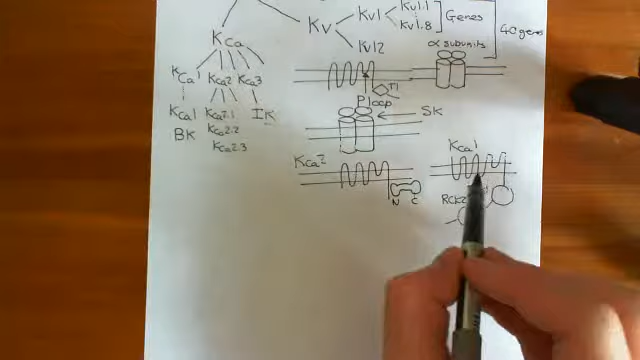 Kv
Kv1
Kv1.1
Kv1.8
Genes
40 genes
Kv12
KCa
KCa1 KCa2 KCa3
KCa1 KCa2.1 IK
BK KCa2.2
KCa2.3
α subunits
T1
P loop
SK
KCa2
N C
KCa1
RCK2